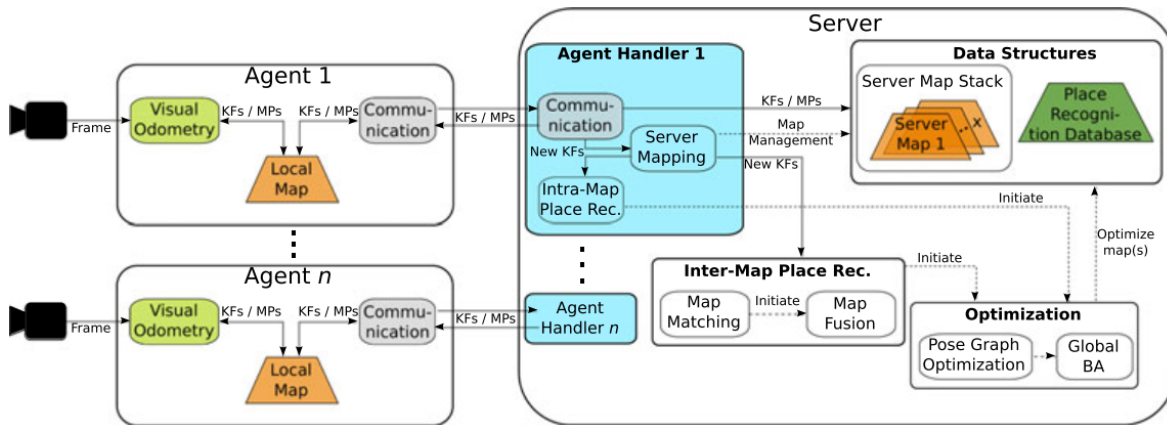 Server
Agent 1
Frame
Visual
Odometry
KFs / MPs
KFs / MPs
Commu-
nication
Local
Map
KFs / MPs
Agent Handler 1
Commu-
nication
New KFs
Server
Mapping
Intra-Map
Place Rec.
KFs / MPs
Map
Management
New KFs
Data Structures
Server Map Stack
Server
Map 1
... x
Place
Recogni-
tion Database
Initiate
Optimize
map(s)
Agent n
Frame
Visual
Odometry
KFs / MPs
KFs / MPs
Commu-
nication
Local
Map
KFs / MPs
Agent
Handler n
Inter-Map Place Rec.
Map
Matching
Initiate
Map
Fusion
Initiate
Optimization
Pose Graph
Optimization
Global
BA